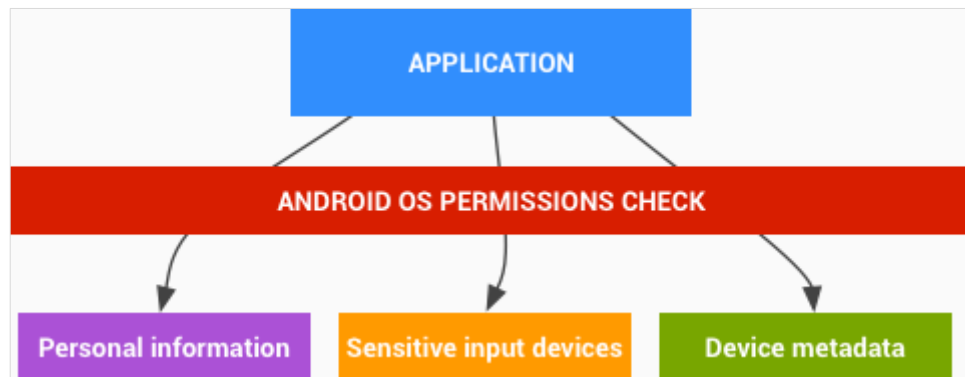 APPLICATION
ANDROID OS PERMISSIONS CHECK
Personal information
Sensitive input devices
Device metadata